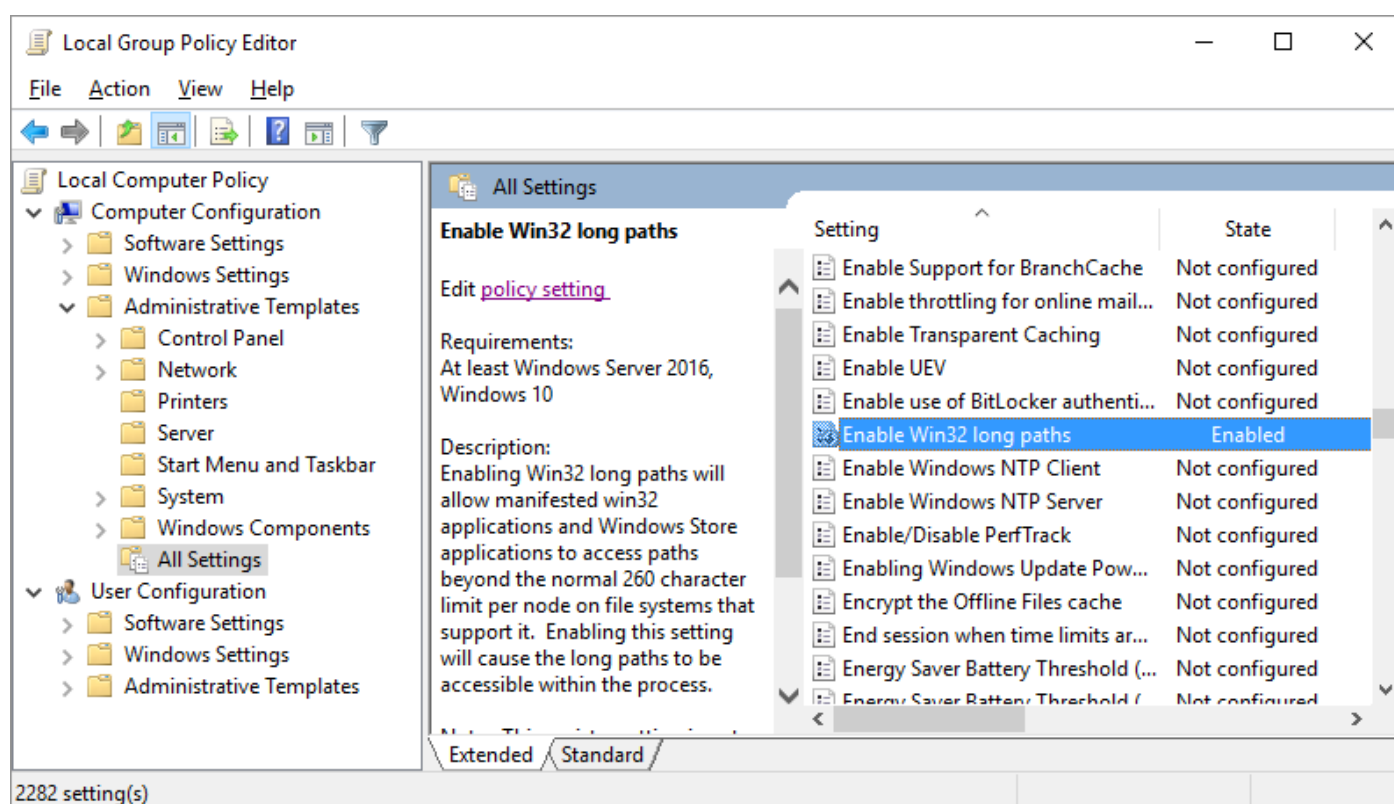 Local Group Policy Editor
File Action View Help
Local Computer Policy
Computer Configuration
Software Settings
Windows Settings
Administrative Templates
Control Panel
Network
Printers
Server
Start Menu and Taskbar
System
Windows Components
All Settings
User Configuration
Software Settings
Windows Settings
Administrative Templates
All Settings
Enable Win32 long paths
Edit policy setting
Requirements:
At least Windows Server 2016,
Windows 10
Description:
Enabling Win32 long paths will
allow manifested win32
applications and Windows Store
applications to access paths
beyond the normal 260 character
limit per node on file systems that
support it. Enabling this setting
will cause the long paths to be
accessible within the process.
Setting State
Enable Support for BranchCache Not configured
Enable throttling for online mail... Not configured
Enable Transparent Caching Not configured
Enable UEV Not configured
Enable use of BitLocker authenti... Not configured
Enable Win32 long paths Enabled
Enable Windows NTP Client Not configured
Enable Windows NTP Server Not configured
Enable/Disable PerfTrack Not configured
Enabling Windows Update Pow... Not configured
Encrypt the Offline Files cache Not configured
End session when time limits ar... Not configured
Energy Saver Battery Threshold (... Not configured
Energy Saver Battery Threshold ( Not configured
Extended Standard
2282 setting(s)